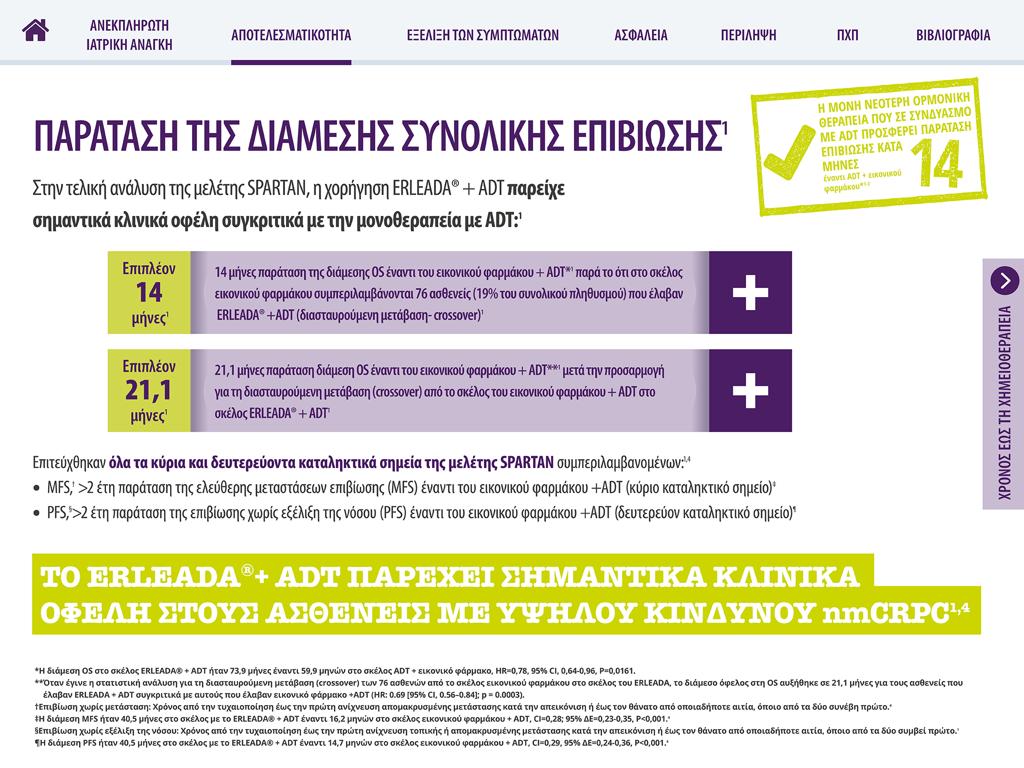 ΑΝΕΚΠΛΗΡΩΤΗ
ΙΑΤΡΙΚΗ ΑΝΑΓΚΗ
ΑΠΟΤΕΛΕΣΜΑΤΙΚΟΤΗΤΑ
ΕΞΕΛΙΞΗ ΤΩΝ ΣΥΜΠΤΩΜΑΤΩΝ
ΑΣΦΑΛΕΙΑ
ΠΕΡΙΛΗΨΗ
ΠΧΠ
ΒΙΒΛΙΟΓΡΑΦΙΑ
ΠΑΡΑΤΑΣΗ ΤΗΣ ΔΙΑΜΕΣΗΣ ΣΥΝΟΛΙΚΗΣ ΕΠΙΒΙΩΣΗΣ¹
Η ΜΟΝΗ ΝΕΟΤΕΡΗ ΟΡΜΟΝΙΚΗ
ΘΕΡΑΠΕΙΑ ΠΟΥ ΣΕ ΣΥΝΔΥΑΣΜΟ
ΜΕ ADT ΠΡΟΣΦΕΡΕΙ ΠΑΡΑΤΑΣΗ
ΕΠΙΒΙΩΣΗΣ ΚΑΤΑ
14
ΜΗΝΕΣ
έναντι ADT + εικονικού
φαρμάκου*¹⁻³
Στην τελική ανάλυση της μελέτης SPARTAN, η χορήγηση ERLEADA® + ADT παρείχε
σημαντικά κλινικά οφέλη συγκριτικά με την μονοθεραπεία με ADT:¹
Επιπλέον
14
μήνες¹
14 μήνες παράταση της διάμεσης OS έναντι του εικονικού φαρμάκου + ADT*¹ παρά το ότι στο σκέλος
εικονικού φαρμάκου συμπεριλαμβάνονται 76 ασθενείς (19% του συνολικού πληθυσμού) που έλαβαν
ERLEADA® +ADT (διασταυρούμενη μετάβαση- crossover)¹
Επιπλέον
21,1
μήνες¹
21,1 μήνες παράταση διάμεση OS έναντι του εικονικού φαρμάκου + ADT**¹ μετά την προσαρμογή
για τη διασταυρούμενη μετάβαση (crossover) από το σκέλος του εικονικού φαρμάκου + ADT στο
σκέλος ERLEADA® + ADT¹
ΧΡΟΝΟΣ ΕΩΣ ΤΗ ΧΗΜΕΙΟΘΕΡΑΠΕΙΑ
Επιτεύχθηκαν όλα τα κύρια και δευτερεύοντα καταληκτικά σημεία της μελέτης SPARTAN συμπεριλαμβανομένων:¹,⁴
• MFS,† >2 έτη παράταση της ελεύθερης μεταστάσεων επιβίωσης (MFS) έναντι του εικονικού φαρμάκου +ADT (κύριο καταληκτικό σημείο)‡
• PFS,§>2 έτη παράταση της επιβίωσης χωρίς εξέλιξη της νόσου (PFS) έναντι του εικονικού φαρμάκου +ADT (δευτερεύον καταληκτικό σημείο)¶
ΤΟ ERLEADA®+ ADT ΠΑΡΕΧΕΙ ΣΗΜΑΝΤΙΚΑ ΚΛΙΝΙΚΑ
ΟΦΕΛΗ ΣΤΟΥΣ ΑΣΘΕΝΕΙΣ ΜΕ ΥΨΗΛΟΥ ΚΙΝΔΥΝΟΥ nmCRPC¹,⁴
*Η διάμεση OS στο σκέλος ERLEADA® + ADT ήταν 73,9 μήνες έναντι 59,9 μηνών στο σκέλος ADT + εικονικό φάρμακο, HR=0,78, 95% CI, 0,64-0,96, P=0,0161.
**Όταν έγινε η στατιστική ανάλυση για τη διασταυρούμενη μετάβαση (crossover) των 76 ασθενών από το σκέλος εικονικού φαρμάκου στο σκέλος του ERLEADA, το διάμεσο όφελος στη OS αυξήθηκε σε 21,1 μήνες για τους ασθενείς που
έλαβαν ERLEADA + ADT συγκριτικά με αυτούς που έλαβαν εικονικό φάρμακο +ADT (HR: 0.69 [95% CI, 0.56–0.84]; p = 0.0003).
†Επιβίωση χωρίς μετάσταση: Χρόνος από την τυχαιοποίηση έως την πρώτη ανίχνευση απομακρυσμένης μετάστασης κατά την απεικόνιση ή έως τον θάνατο από οποιαδήποτε αιτία, όποιο από τα δύο συνέβη πρώτο.⁴
‡Η διάμεση MFS ήταν 40,5 μήνες στο σκέλος με το ERLEADA® + ADT έναντι 16,2 μηνών στο σκέλος εικονικού φαρμάκου + ADT, CI=0,28; 95% ΔΕ=0,23-0,35, P<0,001.⁴
§Επιβίωση χωρίς εξέλιξη της νόσου: Χρόνος από την τυχαιοποίηση έως την πρώτη ανίχνευση τοπικής ή απομακρυσμένης μετάστασης κατά την απεικόνιση ή έως τον θάνατο από οποιαδήποτε αιτία, όποιο από τα δύο συμβεί πρώτο.¹
¶Η διάμεση PFS ήταν 40,5 μήνες στο σκέλος με το ERLEADA® + ADT έναντι 14,7 μηνών στο σκέλος εικονικού φαρμάκου + ADT, CI=0,29, 95% ΔΕ=0,24-0,36, P<0,001.⁴